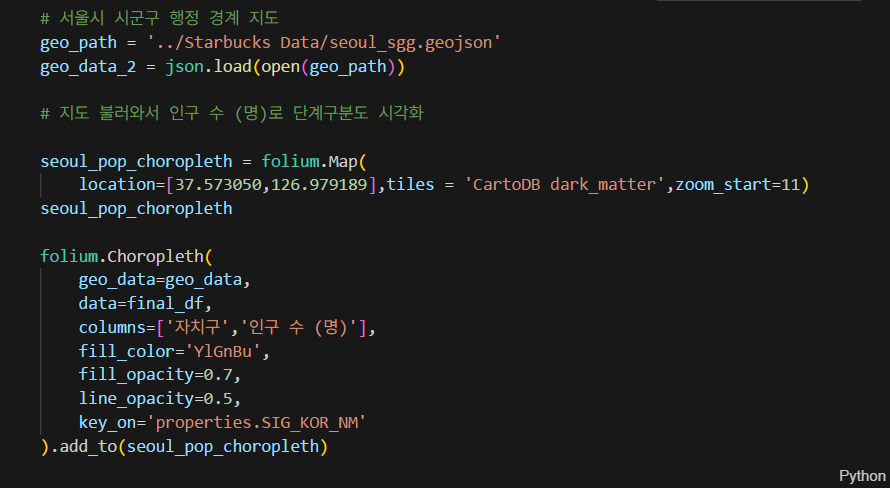 # 서울시 시군구 행정 경계 지도
geo_path = '../Starbucks Data/seoul_sgg.geojson'
geo_data_2 = json.load(open(geo_path))
# 지도 불러와서 인구 수 (명)로 단계구분도 시각화
seoul_pop_choropleth = folium.Map(
    location=[37.573050,126.979189],tiles = 'CartoDB dark_matter',zoom_start=11)
seoul_pop_choropleth
folium.Choropleth(
    geo_data=geo_data,
    data=final_df,
    columns=['자치구','인구 수 (명)'],
    fill_color='YlGnBu',
    fill_opacity=0.7,
    line_opacity=0.5,
    key_on='properties.SIG_KOR_NM'
).add_to(seoul_pop_choropleth)
Python